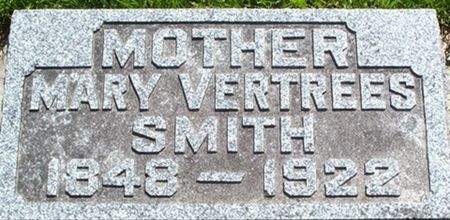 MOTHER
MARY VERTREES
SMITH
1848 — 1922